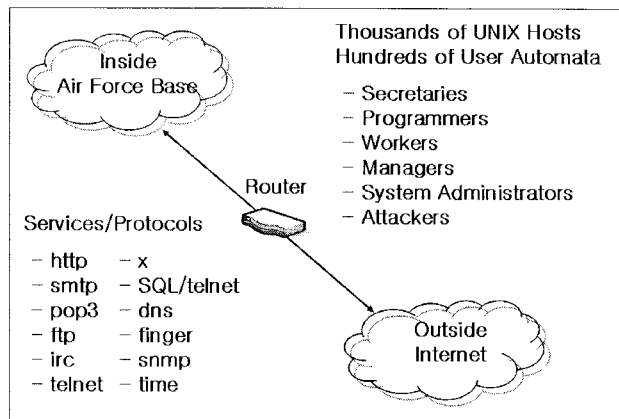 Inside
Air Force Base
Thousands of UNIX Hosts
Hundreds of User Automata
– Secretaries
– Programmers
– Workers
– Managers
– System Administrators
– Attackers
Router
Services/Protocols
– http – x
– smtp – SQL/telnet
– pop3 – dns
– ftp – finger
– irc – snmp
– telnet – time
Outside
Internet